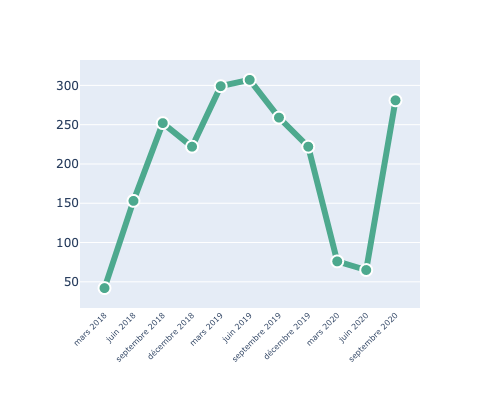 300
250
200
150
100
50
mars 2018
juin 2018
septembre 2018
décembre 2018
mars 2019
juin 2019
septembre 2019
décembre 2019
mars 2020
juin 2020
septembre 2020